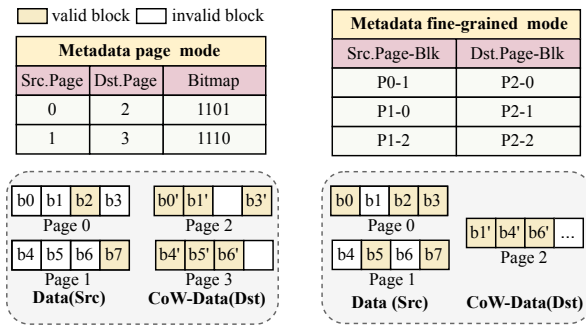 valid block invalid block
Metadata page mode
Src.Page Dst.Page Bitmap
0 2 1101
1 3 1110
b0 b1 b2 b3 b0' b1' b3'
Page 0 Page 2
b4 b5 b6 b7 b4' b5' b6'
Page 1 Page 3
Data(Src) CoW-Data(Dst)
Metadata fine-grained mode
Src.Page-Blk Dst.Page-Blk
P0-1 P2-0
P1-0 P2-1
P1-2 P2-2
b0 b1 b2 b3
Page 0
b1' b4' b6' ...
b4 b5 b6 b7 Page 2
Page 1
Data (Src) CoW-Data(Dst)